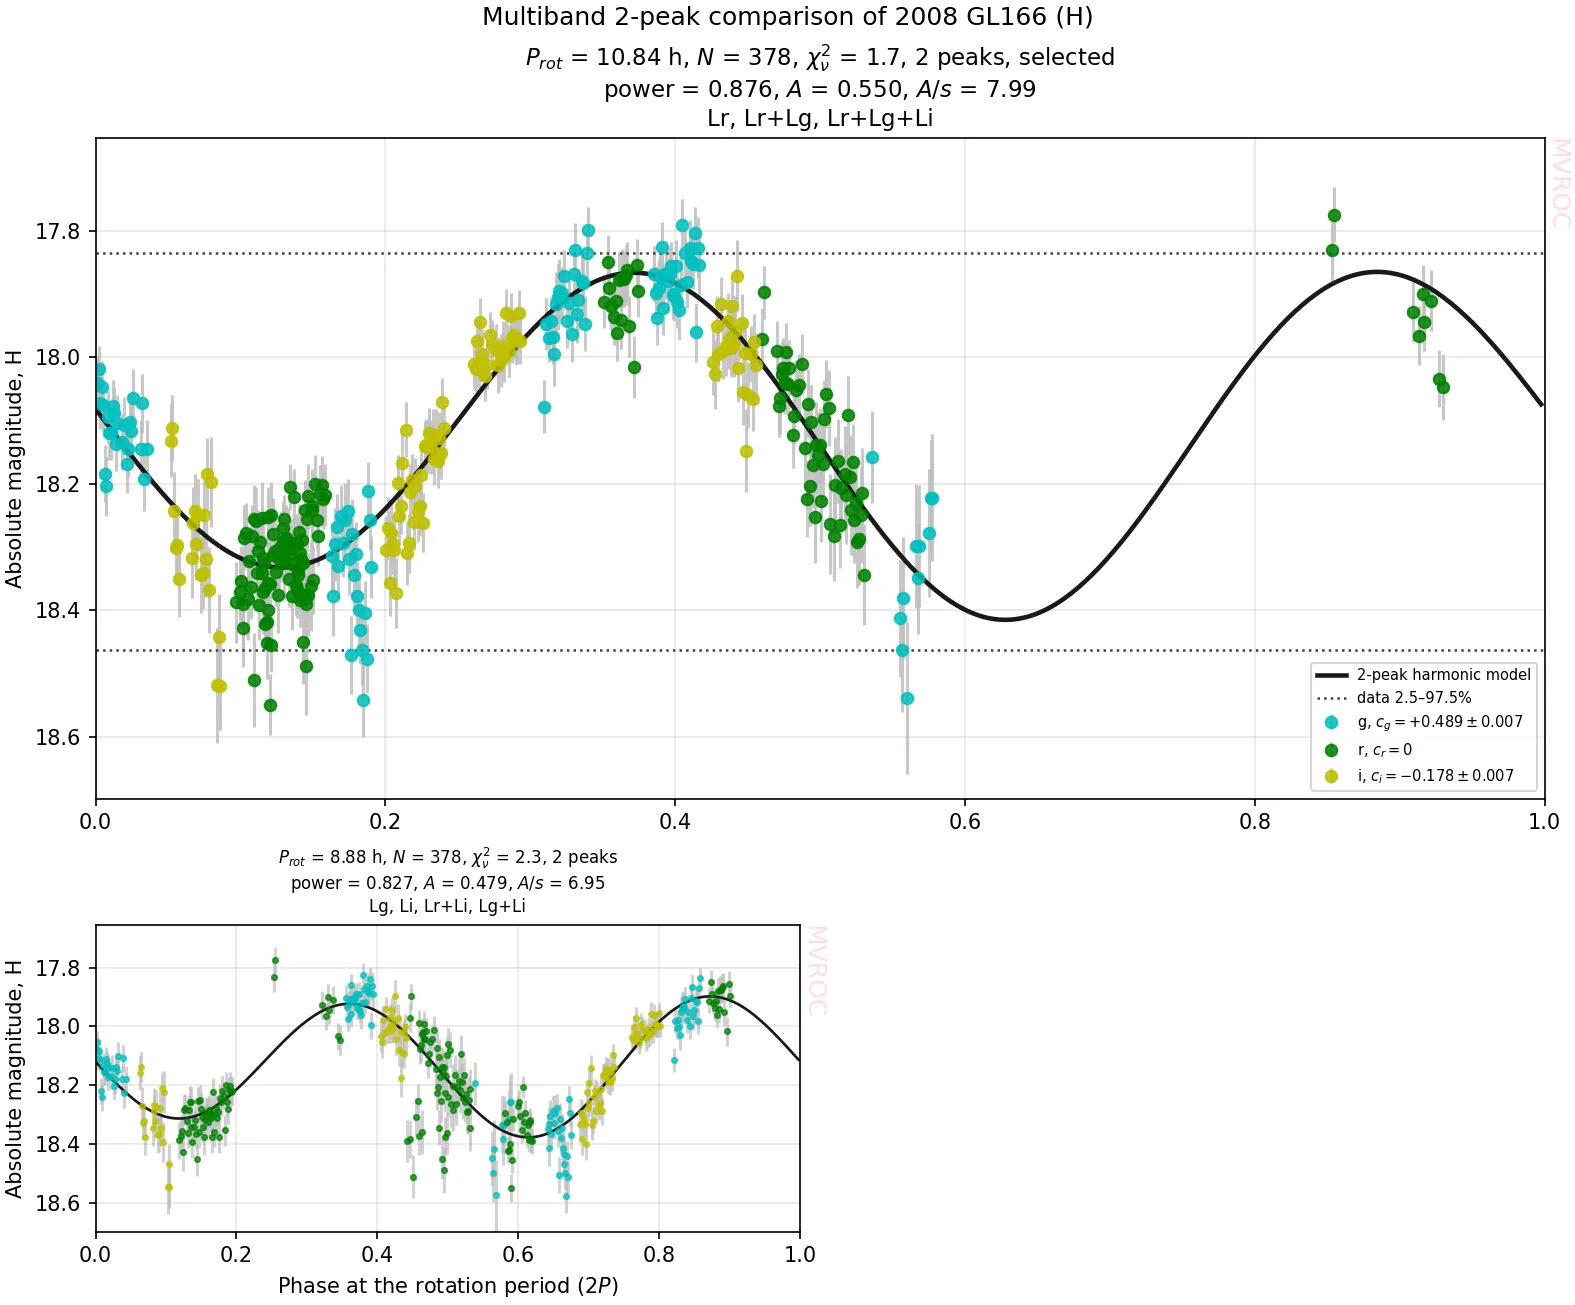 Multiband 2-peak comparison of 2008 GL166 (H)
P_rot = 10.84 h, N = 378, χ²_ν = 1.7, 2 peaks, selected
power = 0.876, A = 0.550, A/s = 7.99
Lr, Lr+Lg, Lr+Lg+Li
MVROC
Absolute magnitude, H
17.8
18.0
18.2
18.4
18.6
2-peak harmonic model
data 2.5–97.5%
g, c_g = +0.489 ± 0.007
r, c_r = 0
i, c_i = −0.178 ± 0.007
0.0 0.2 0.4 0.6 0.8 1.0
P_rot = 8.88 h, N = 378, χ²_ν = 2.3, 2 peaks
power = 0.827, A = 0.479, A/s = 6.95
Lg, Li, Lr+Li, Lg+Li
MVROC
Absolute magnitude, H
17.8
18.0
18.2
18.4
18.6
0.0 0.2 0.4 0.6 0.8 1.0
Phase at the rotation period (2P)